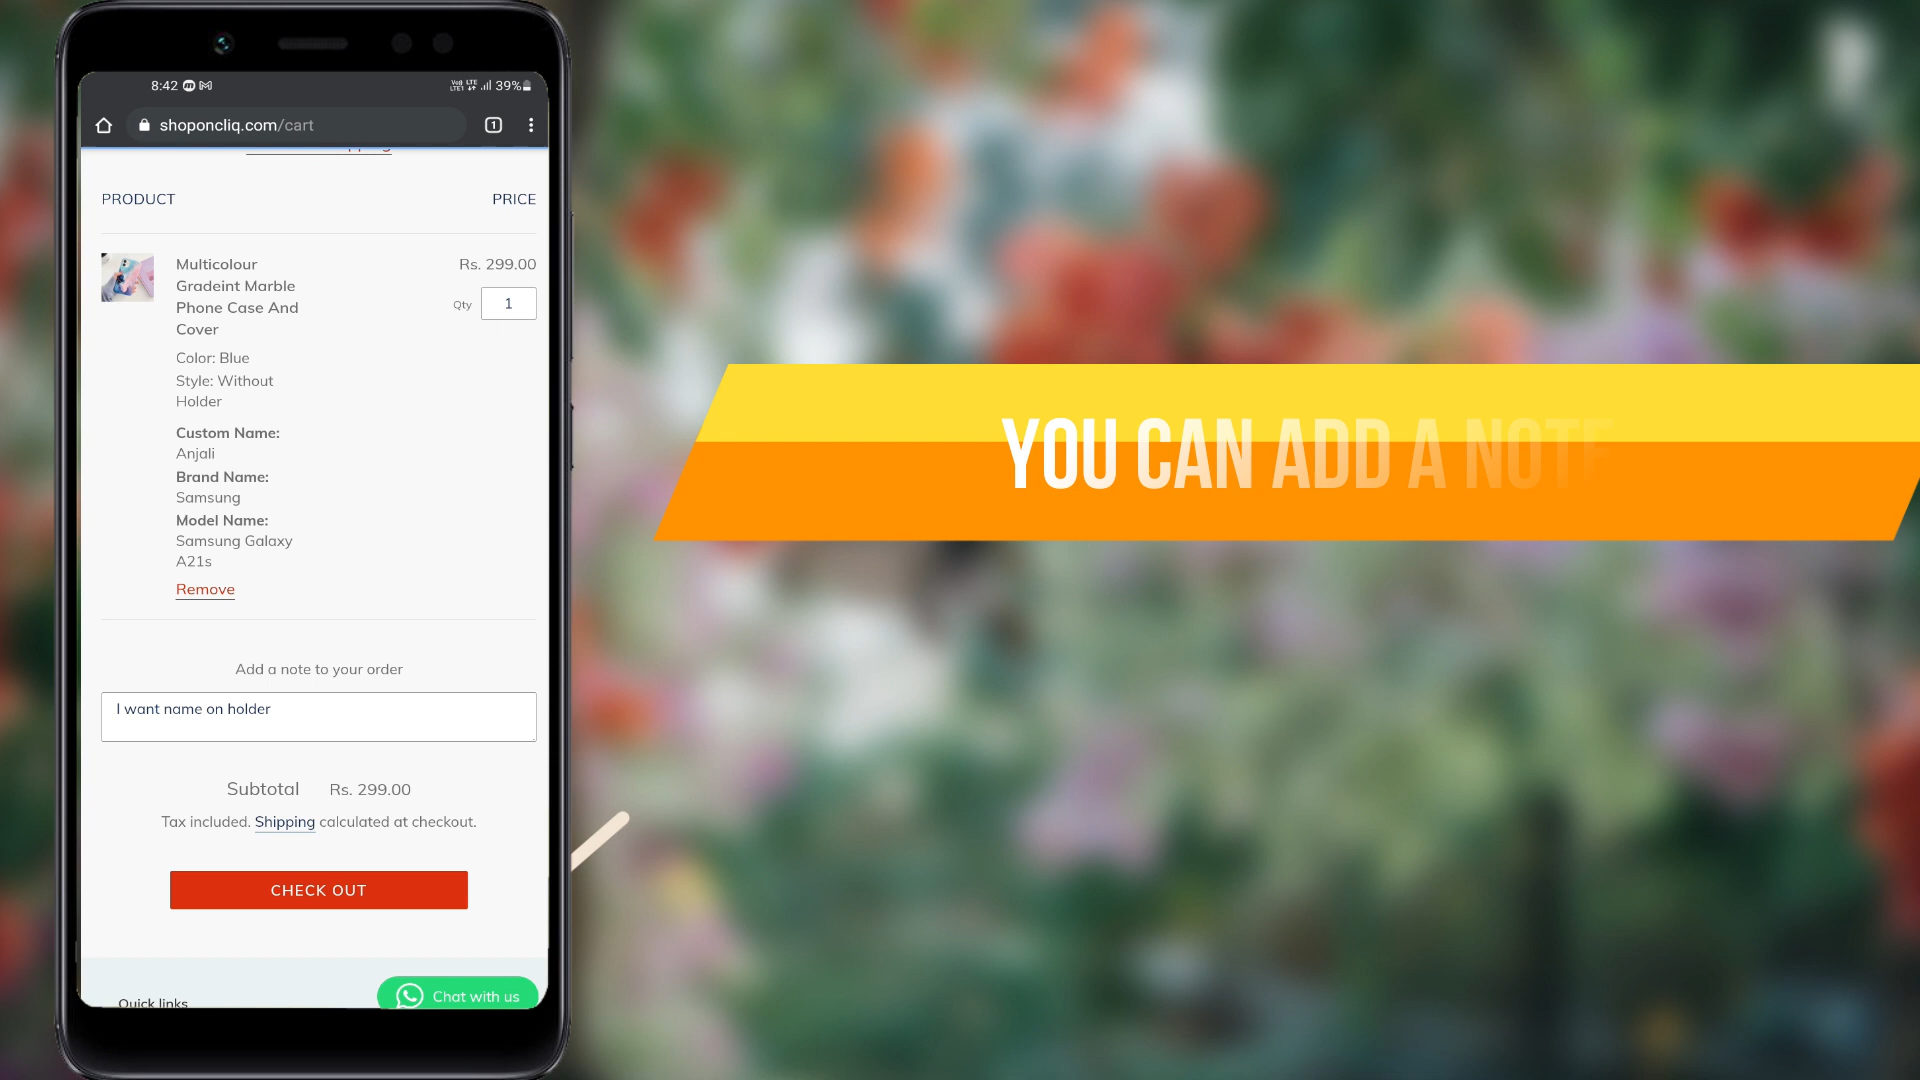 8:42
39%
shoponcliq.com/cart
1
PRODUCT
PRICE
Multicolour
Gradeint Marble
Phone Case And
Cover
Rs. 299.00
Qty
1
Color: Blue
Style: Without
Holder
Custom Name:
Anjali
Brand Name:
Samsung
Model Name:
Samsung Galaxy
A21s
Remove
Add a note to your order
I want name on holder
Subtotal Rs. 299.00
Tax included. Shipping calculated at checkout.
CHECK OUT
Quick links
Chat with us
YOU CAN ADD A NOTE